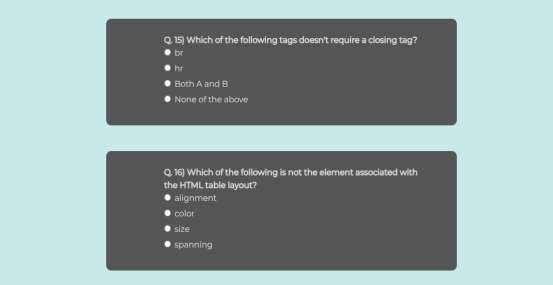 Q. 15) Which of the following tags doesn't require a closing tag?
br
hr
Both A and B
None of the above
Q. 16) Which of the following is not the element associated with
the HTML table layout?
alignment
color
size
spanning